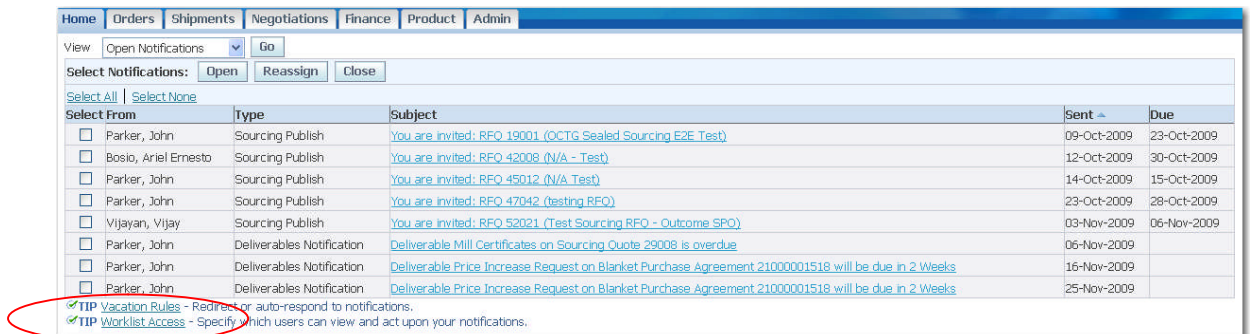 Home Orders Shipments Negotiations Finance Product Admin
View Open Notifications Go
Select Notifications: Open Reassign Close
Select All | Select None
Select From Type Subject Sent Due
Parker, John Sourcing Publish You are invited: RFQ 19001 (OCTG Sealed Sourcing E2E Test) 09-Oct-2009 23-Oct-2009
Bosio, Ariel Ernesto Sourcing Publish You are invited: RFQ 42008 (N/A - Test) 12-Oct-2009 30-Oct-2009
Parker, John Sourcing Publish You are invited: RFQ 45012 (N/A Test) 14-Oct-2009 15-Oct-2009
Parker, John Sourcing Publish You are invited: RFQ 47042 (testing RFQ) 23-Oct-2009 28-Oct-2009
Vijayan, Vijay Sourcing Publish You are invited: RFQ 52021 (Test Sourcing RFQ - Outcome SPO) 03-Nov-2009 06-Nov-2009
Parker, John Deliverables Notification Deliverable Mill Certificates on Sourcing Quote 29008 is overdue 06-Nov-2009
Parker, John Deliverables Notification Deliverable Price Increase Request on Blanket Purchase Agreement 21000001518 will be due in 2 Weeks 16-Nov-2009
Parker, John Deliverables Notification Deliverable Price Increase Request on Blanket Purchase Agreement 21000001518 will be due in 2 Weeks 25-Nov-2009
TIP Vacation Rules - Redirect or auto-respond to notifications.
TIP Worklist Access - Specify which users can view and act upon your notifications.